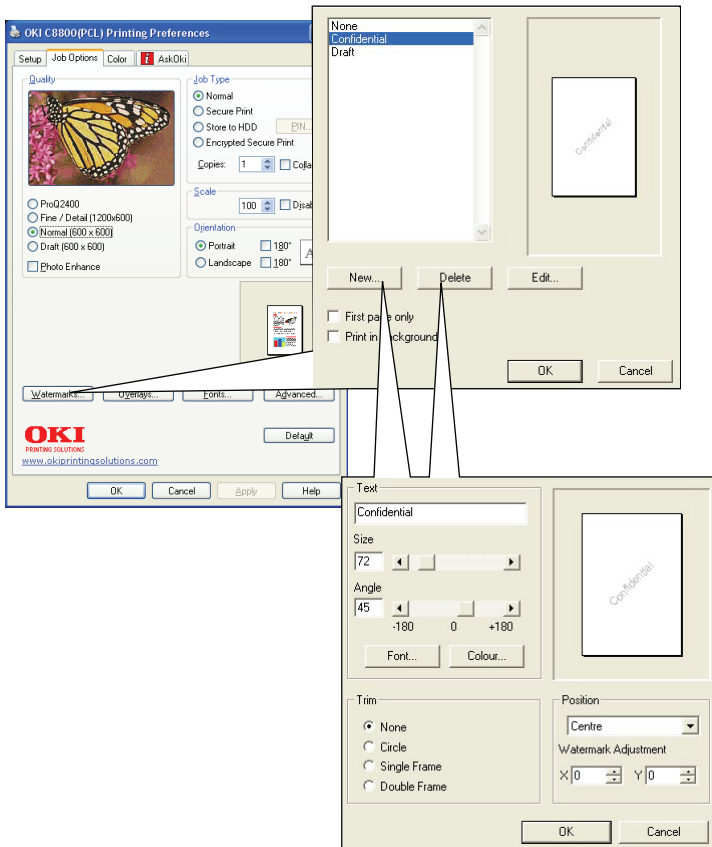 OKI C8800(PCL) Printing Preferences
Setup Job Options Color i AskOki
Quality
ProQ2400
Fine / Detail (1200x600)
Normal (600 x 600)
Draft (600 x 600)
Photo Enhance
Job Type
Normal
Secure Print
Store to HDD PIN...
Encrypted Secure Print
Copies: 1
Scale
100
Orientation
Portrait 180°
Landscape 180°
A
Watermarks... Overlays... Fonts... Advanced...
OKI
PRINTING SOLUTIONS
www.okiprintingsolutions.com
Default
OK Cancel Apply Help
None
Confidential
Draft
Confidential
New... Delete Edit...
First page only
Print in background
OK Cancel
Text
Confidential
Size
72
Angle
45
-180 0 +180
Font... Colour...
Confidential
Trim
None
Circle
Single Frame
Double Frame
Position
Centre
Watermark Adjustment
X 0 Y 0
OK Cancel